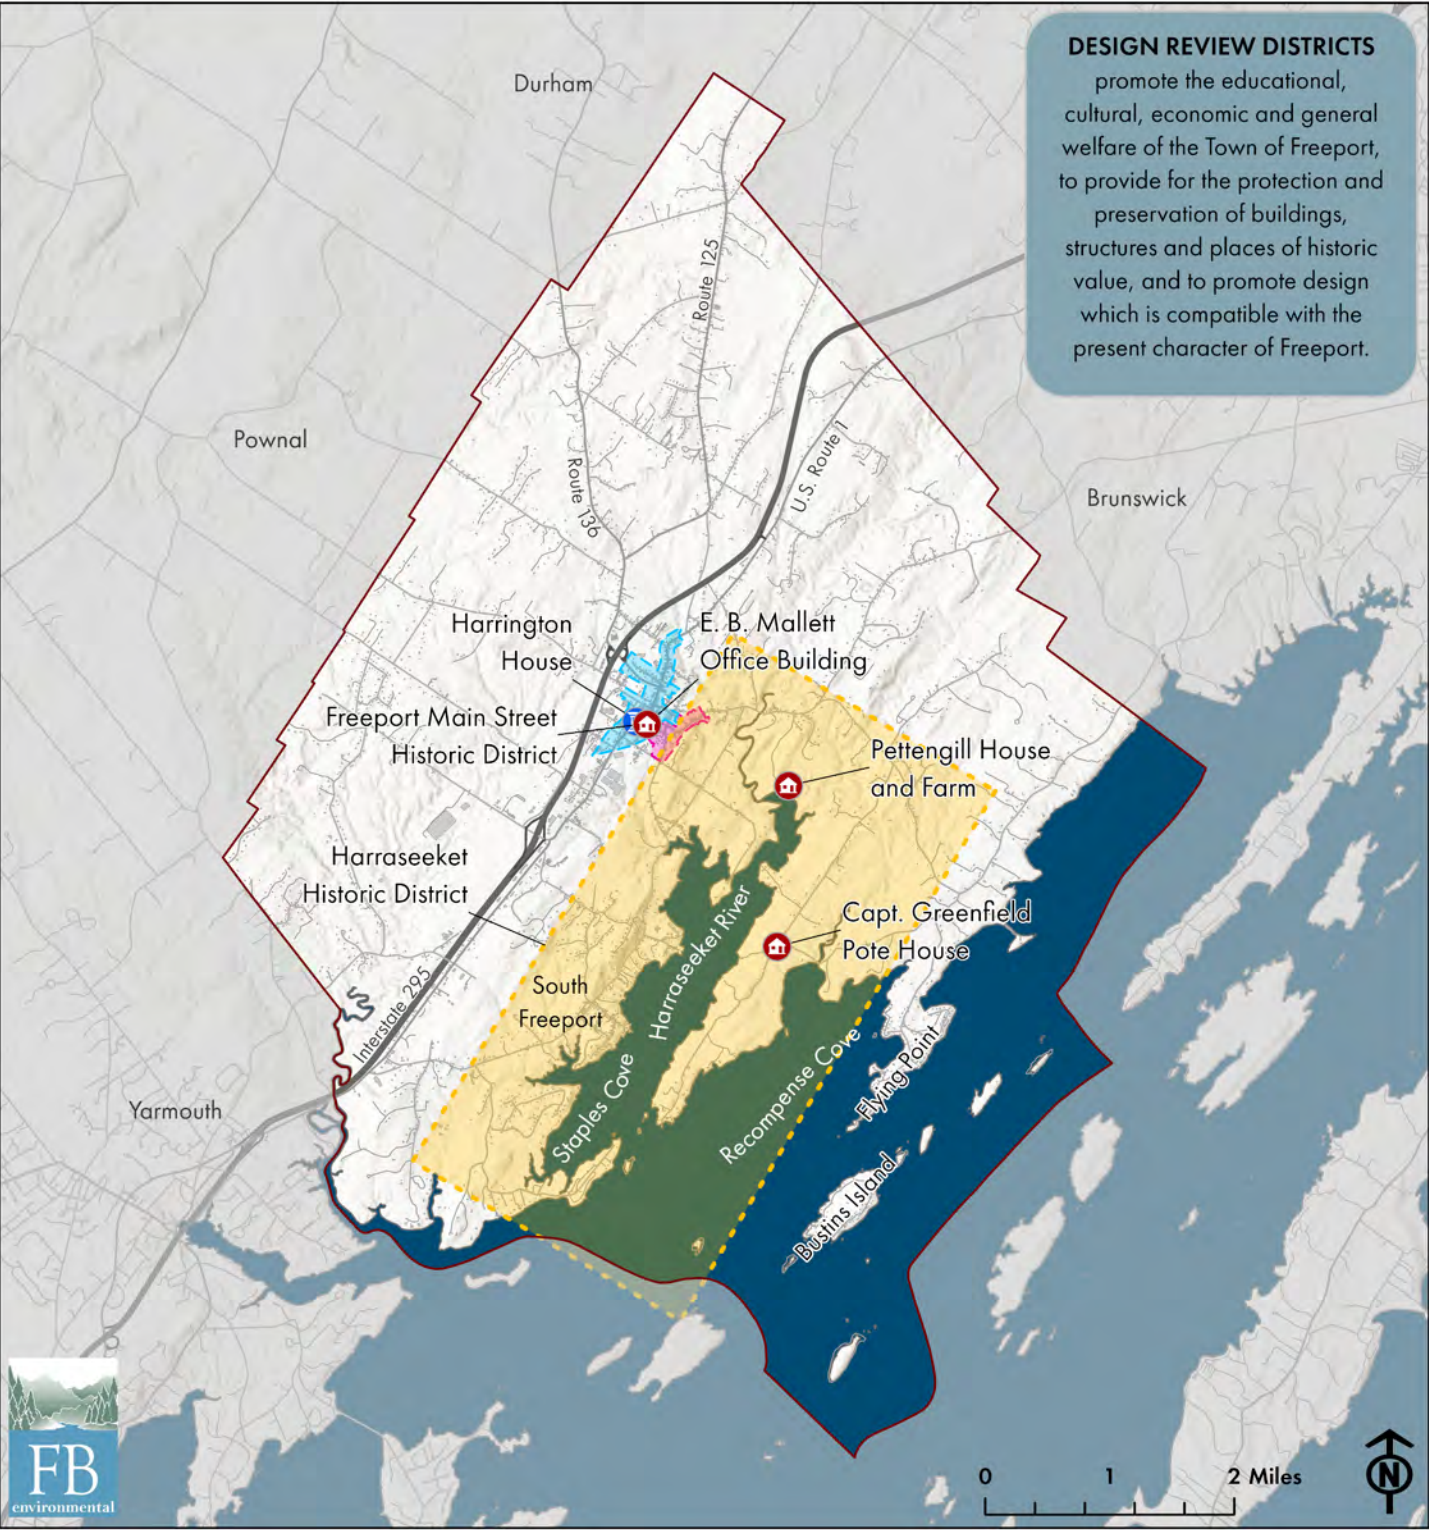 DESIGN REVIEW DISTRICTS
promote the educational,
cultural, economic and general
welfare of the Town of Freeport,
to provide for the protection and
preservation of buildings,
structures and places of historic
value, and to promote design
which is compatible with the
present character of Freeport.
Durham
Route 125
Pownal
U.S. Route 1
Route 136
Brunswick
Harrington
House
E. B. Mallett
Office Building
Freeport Main Street
Historic District
Pettengill House
and Farm
Harraseeket
Historic District
Capt. Greenfield
Pote House
Harraseeket River
South
Freeport
Interstate 295
Flying Point
Recompense Cove
Staples Cove
Yarmouth
Bustins Island
FB
environmental
0 1 2 Miles
N